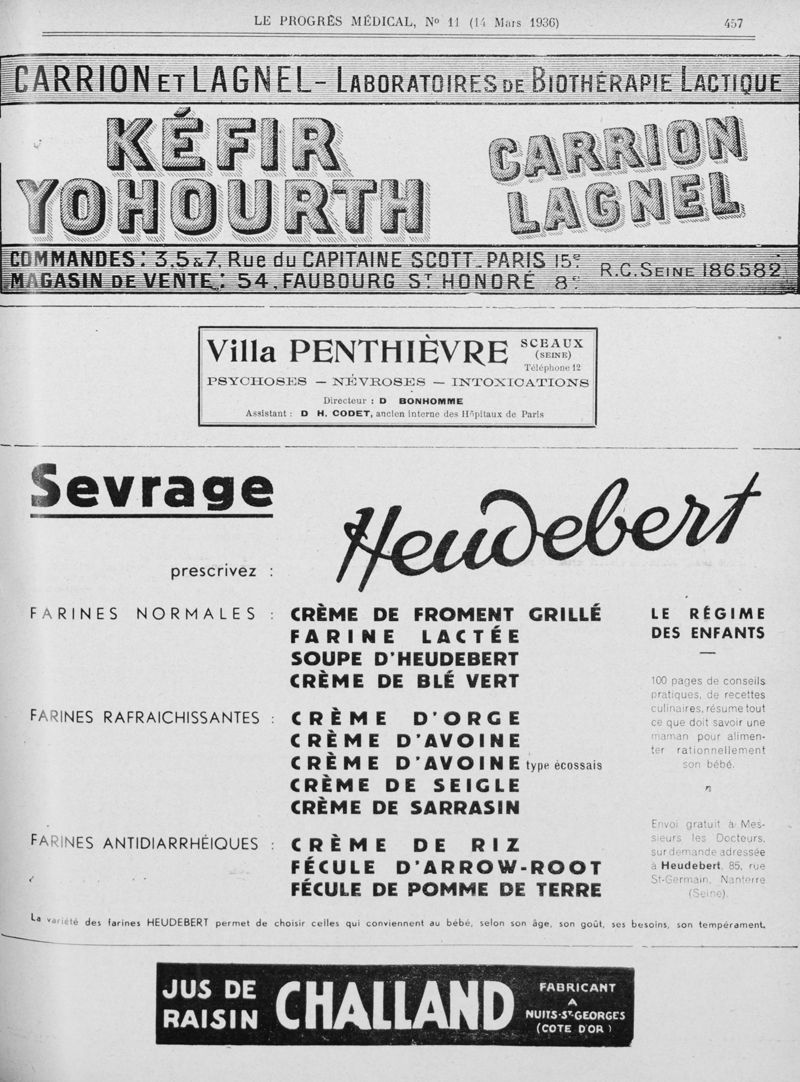 LE PROGRÈS MÉDICAL, Nº 11 (14 Mars 1936)
457
CARRION ET LAGNEL - LABORATOIRES DE BIOTHÉRAPIE LACTIQUE
KÉFIR
YOHOURTH
CARRION
LAGNEL
COMMANDES: 3,5 & 7, Rue du CAPITAINE SCOTT_PARIS 15e
MAGASIN DE VENTE: 54, FAUBOURG ST HONORÉ 8e
R.C. SEINE 186.582
Villa PENTHIÈVRE
SCEAUX
(SEINE)
Téléphone 12
PSYCHOSES — NÉVROSES — INTOXICATIONS
Directeur : D BONHOMME
Assistant : D H. CODET, ancien interne des Hôpitaux de Paris
Sevrage
Heudebert
prescrivez :
FARINES NORMALES :
CRÈME DE FROMENT GRILLÉ
FARINE LACTÉE
SOUPE D'HEUDEBERT
CRÈME DE BLÉ VERT
FARINES RAFRAICHISSANTES :
CRÈME D'ORGE
CRÈME D'AVOINE
CRÈME D'AVOINE type écossais
CRÈME DE SEIGLE
CRÈME DE SARRASIN
FARINES ANTIDIARRHÉIQUES :
CRÈME DE RIZ
FÉCULE D'ARROW-ROOT
FÉCULE DE POMME DE TERRE
LE RÉGIME
DES ENFANTS
—
100 pages de conseils
pratiques, de recettes
culinaires, résume tout
ce que doit savoir une
maman pour alimen-
ter rationnellement
son bébé.
Envoi gratuit à Mes-
sieurs les Docteurs,
sur demande adressée
à Heudebert, 85, rue
St-Germain, Nanterre
(Seine).
La variété des farines HEUDEBERT permet de choisir celles qui conviennent au bébé, selon son âge, son goût, ses besoins, son tempérament.
JUS DE
RAISIN
CHALLAND
FABRICANT
A
NUITS-ST-GEORGES
(COTE D'OR)